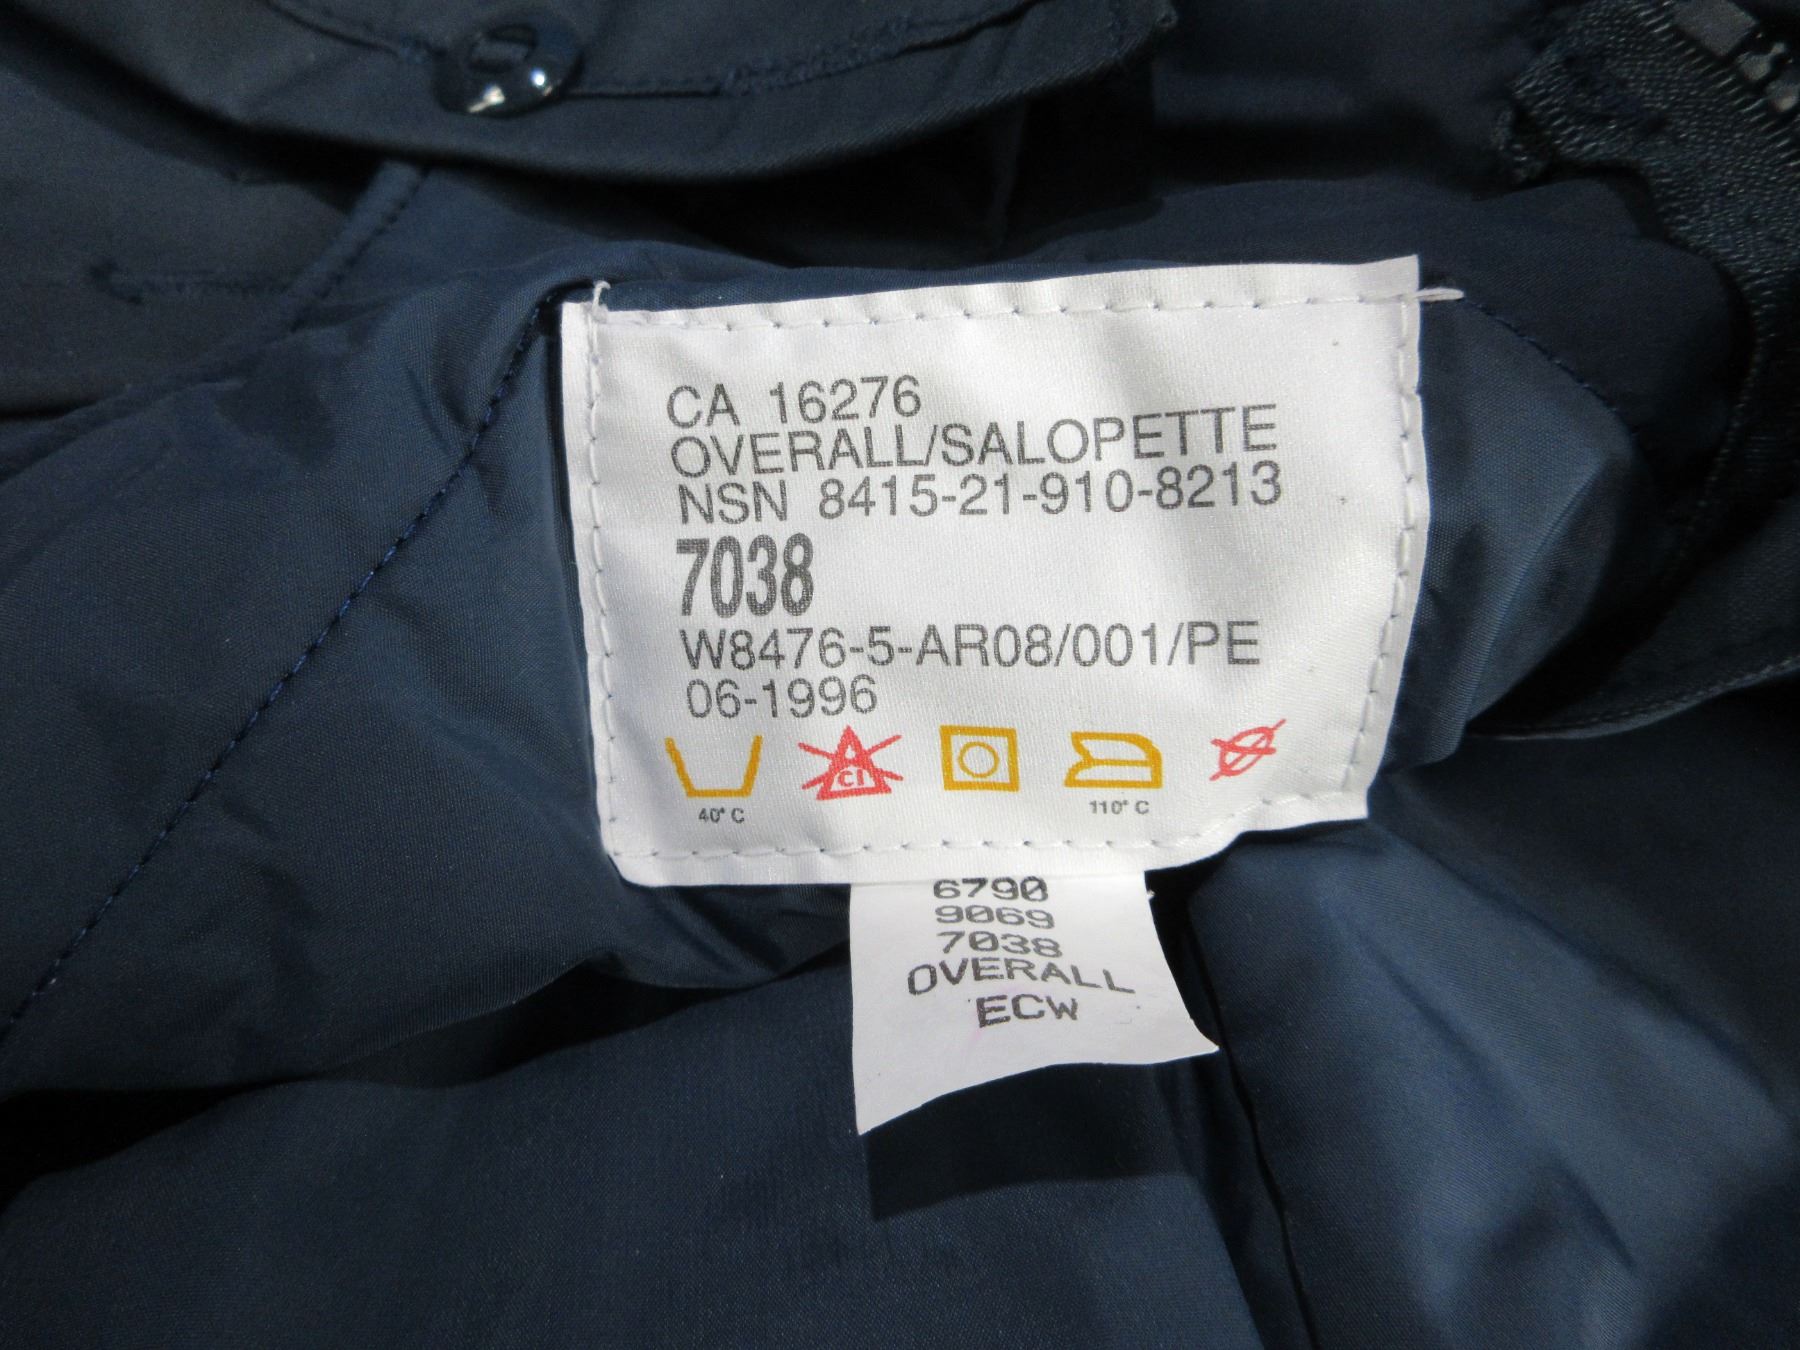 CA 16276
OVERALL/SALOPETTE
NSN 8415-21-910-8213
7038
W8476-5-AR08/001/PE
06-1996
Cl
40° C
110° C
6790
9069
7038
OVERALL
ECW